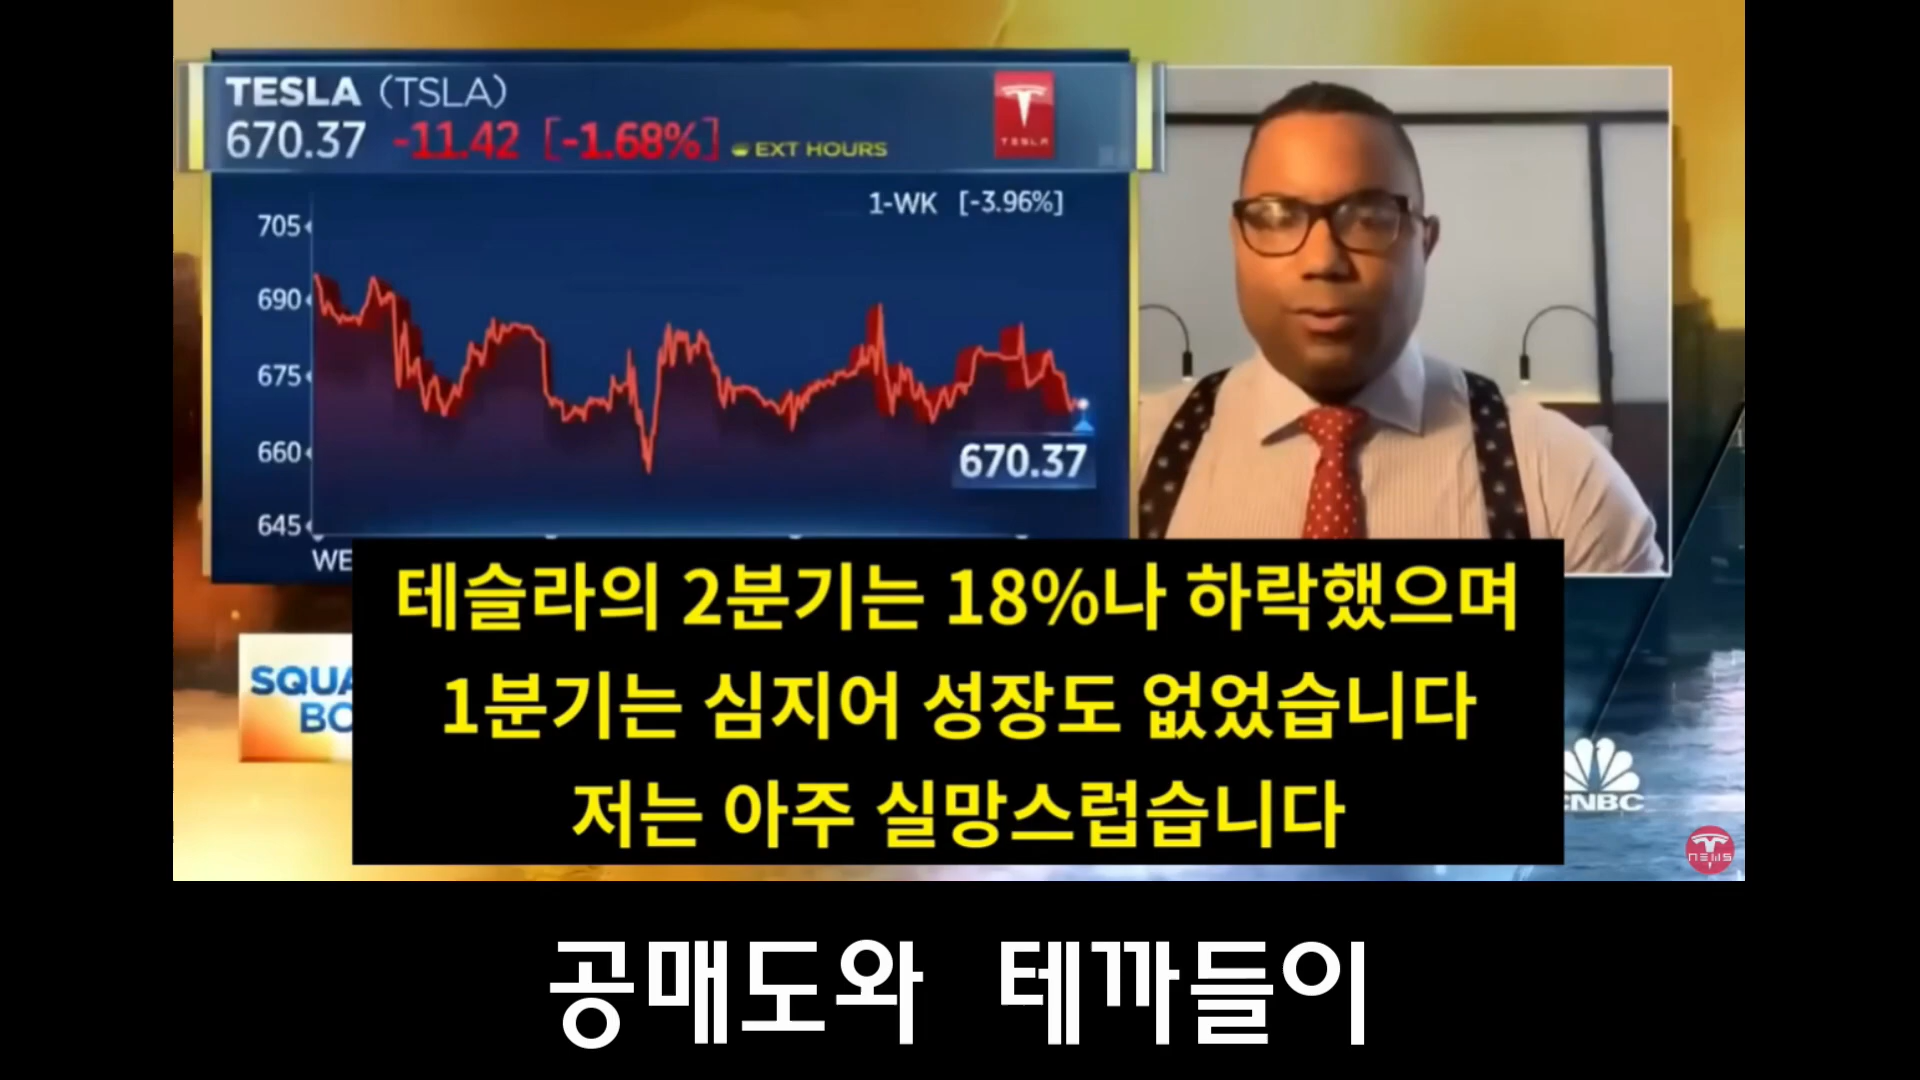 TESLA (TSLA)
670.37 -11.42 [-1.68%] EXT HOURS
TESLA
1-WK [-3.96%]
705
690
675
660
645
670.37
WE
테슬라의 2분기는 18%나 하락했으며
1분기는 심지어 성장도 없었습니다
저는 아주 실망스럽습니다
SQUA
BO
CNBC
NEWS
공매도와 테까들이